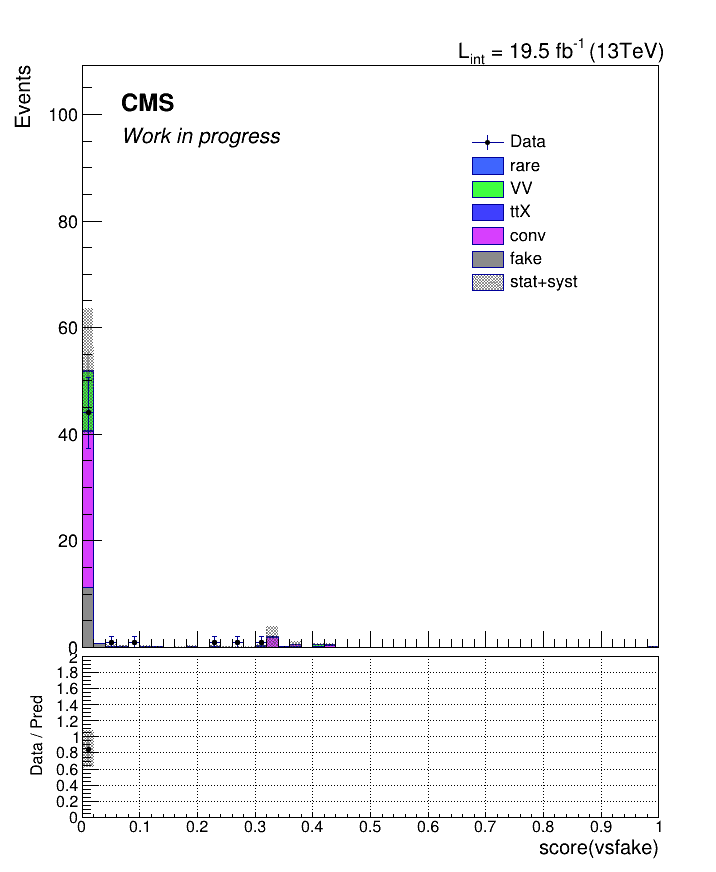 L_int = 19.5 fb^-1 (13TeV)
Events
CMS
Work in progress
Data
rare
VV
ttX
conv
fake
stat+syst
100
80
60
40
20
0
Data / Pred
2
1.8
1.6
1.4
1.2
1
0.8
0.6
0.4
0.2
0
0 0.1 0.2 0.3 0.4 0.5 0.6 0.7 0.8 0.9 1
score(vsfake)